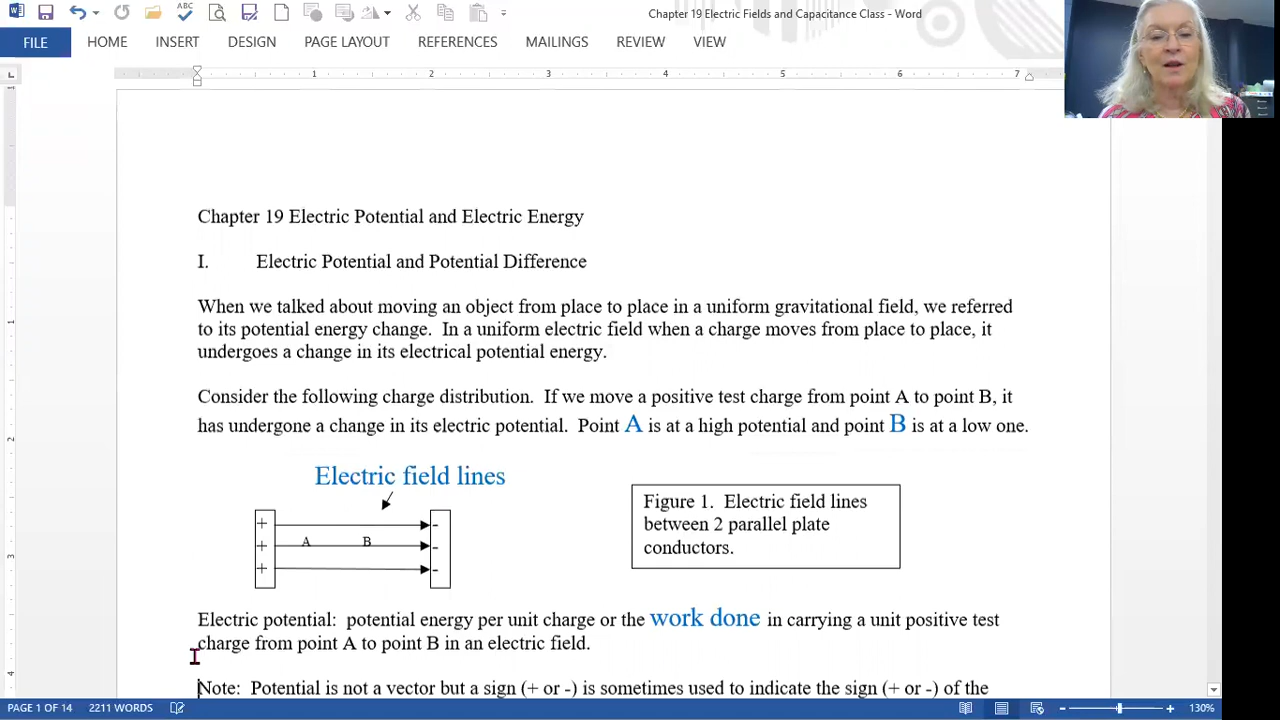 Chapter 19 Electric Fields and Capacitance Class - Word
FILE HOME INSERT DESIGN PAGE LAYOUT REFERENCES MAILINGS REVIEW VIEW
1 2 3 4 5 6 7
Chapter 19 Electric Potential and Electric Energy
I. Electric Potential and Potential Difference
When we talked about moving an object from place to place in a uniform gravitational field, we referred
to its potential energy change. In a uniform electric field when a charge moves from place to place, it
undergoes a change in its electrical potential energy.
Consider the following charge distribution. If we move a positive test charge from point A to point B, it
has undergone a change in its electric potential. Point A is at a high potential and point B is at a low one.
Electric field lines
+ -
+ A B -
+ -
Figure 1. Electric field lines
between 2 parallel plate
conductors.
Electric potential: potential energy per unit charge or the work done in carrying a unit positive test
charge from point A to point B in an electric field.
Note: Potential is not a vector but a sign (+ or -) is sometimes used to indicate the sign (+ or -) of the
PAGE 1 OF 14 2211 WORDS 130%